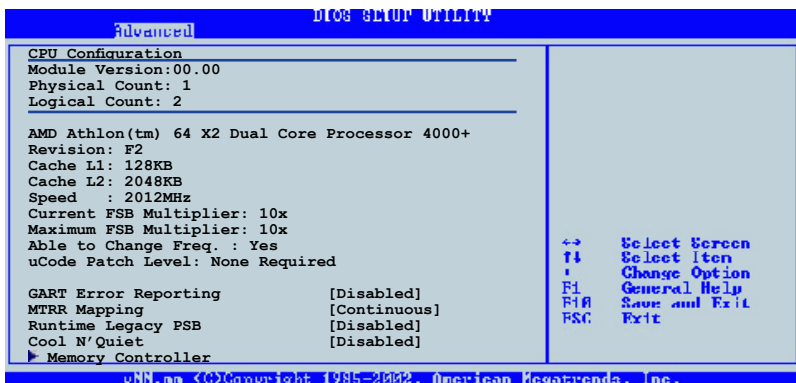 BIOS SETUP UTILITY
Advanced
CPU Configuration
Module Version:00.00
Physical Count: 1
Logical Count: 2
AMD Athlon(tm) 64 X2 Dual Core Processor 4000+
Revision: F2
Cache L1: 128KB
Cache L2: 2048KB
Speed : 2012MHz
Current FSB Multiplier: 10x
Maximum FSB Multiplier: 10x
Able to Change Freq. : Yes
uCode Patch Level: None Required
GART Error Reporting [Disabled]
MTRR Mapping [Continuous]
Runtime Legacy PSB [Disabled]
Cool N'Quiet [Disabled]
Memory Controller
↔ Select Screen
↑↓ Select Item
Change Option
F1 General Help
F10 Save and Exit
ESC Exit
(C)Copyright 1985-2002, American Megatrends, Inc.